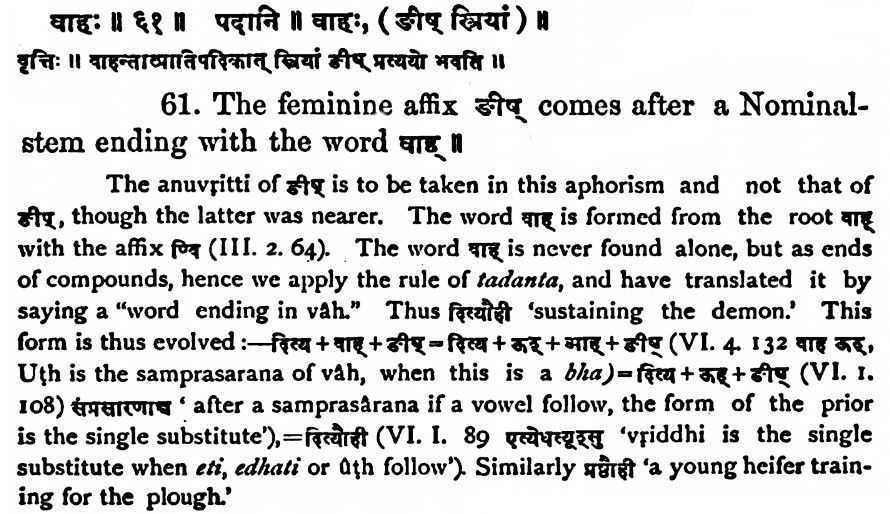 वाहः ॥ ६१ ॥ पदानि ॥ वाहः, ( ङीष् स्त्रियां ) ॥
वृत्तिः ॥ वाहन्तात्प्रातिपदिकात् स्त्रियां ङीष् प्रत्ययो भवति ॥
61. The feminine affix ङीष् comes after a Nominal-
stem ending with the word वाह् ॥
The anuvṛitti of ङीष् is to be taken in this aphorism and not that of
ङीप्, though the latter was nearer. The word वाह् is formed from the root वाह्
with the affix ण्वि (III. 2. 64). The word वाह् is never found alone, but as ends
of compounds, hence we apply the rule of tadanta, and have translated it by
saying a “word ending in vâh.” Thus दित्यौही ‘sustaining the demon.’ This
form is thus evolved :—दित्य + वाह् + ङीष् = दित्य + ऊठ् + आह् + ङीष् (VI. 4. 132 वाह ऊठ्,
Uṭh is the samprasarana of vâh, when this is a bha) = दित्य + ऊह् + ङीष् (VI. 1.
108) संप्रसारणाच्च ‘ after a samprasârana if a vowel follow, the form of the prior
is the single substitute’), = दित्यौही (VI. I. 89 एत्येधत्यूठ्सु ‘vṛiddhi is the single
substitute when eti, edhati or ûṭh follow’). Similarly प्रष्ठौही ‘a young heifer train-
ing for the plough.’